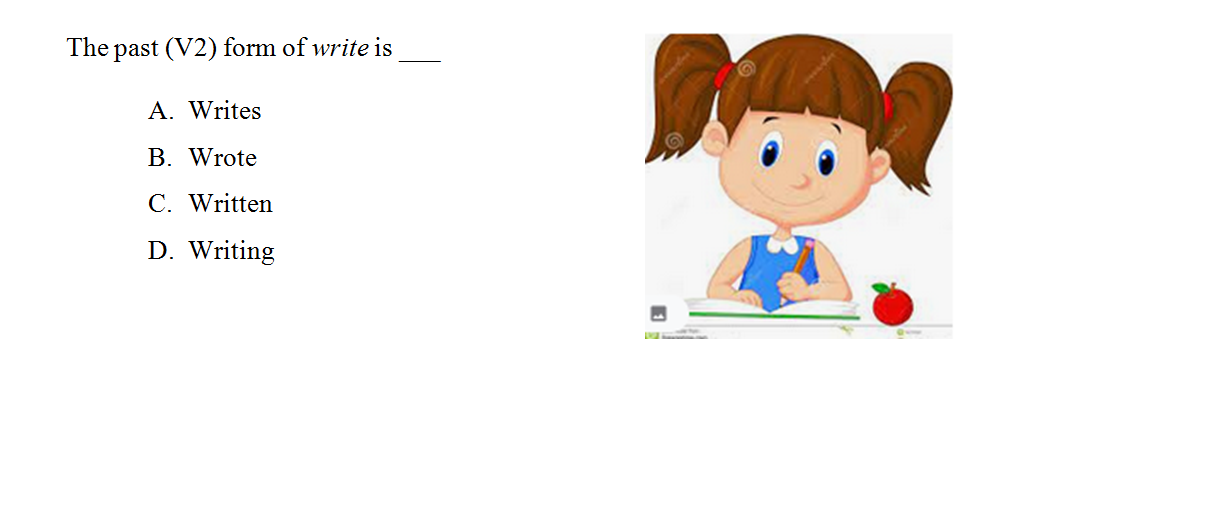 The past (V2) form of write is ___
A. Writes
B. Wrote
C. Written
D. Writing